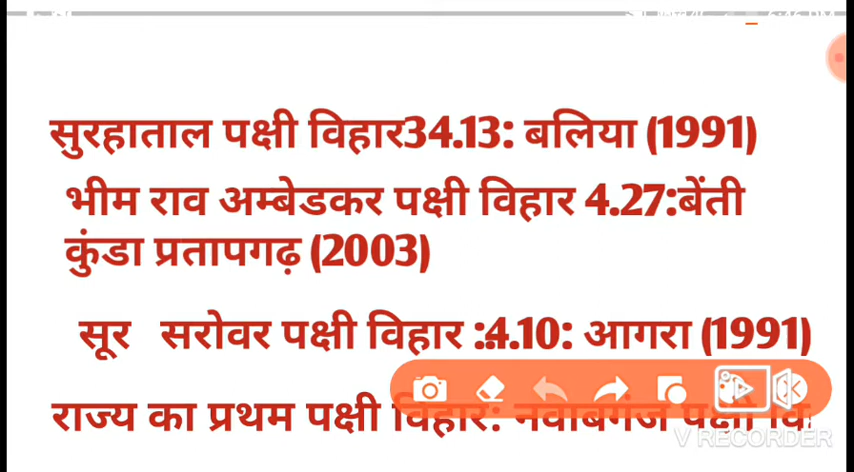 सुरहाताल पक्षी विहार34.13: बलिया (1991)
भीम राव अम्बेडकर पक्षी विहार 4.27:बेंती
कुंडा प्रतापगढ़ (2003)
सूर सरोवर पक्षी विहार :4.10: आगरा (1991)
राज्य का प्रथम पक्षी विहार: नवाबगंज पक्षी वि
V RECORDER